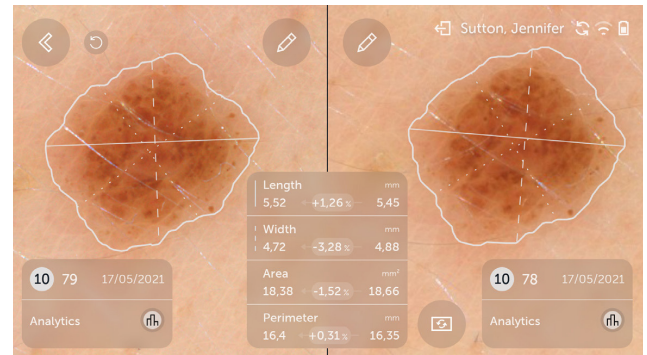 Sutton, Jennifer
Length mm
5,52 +1,26 % 5,45
Width mm
4,72 -3,28 % 4,88
Area mm²
18,38 -1,52 % 18,66
Perimeter mm
16,4 +0,31 % 16,35
10 79 17/05/2021
Analytics
10 78 17/05/2021
Analytics